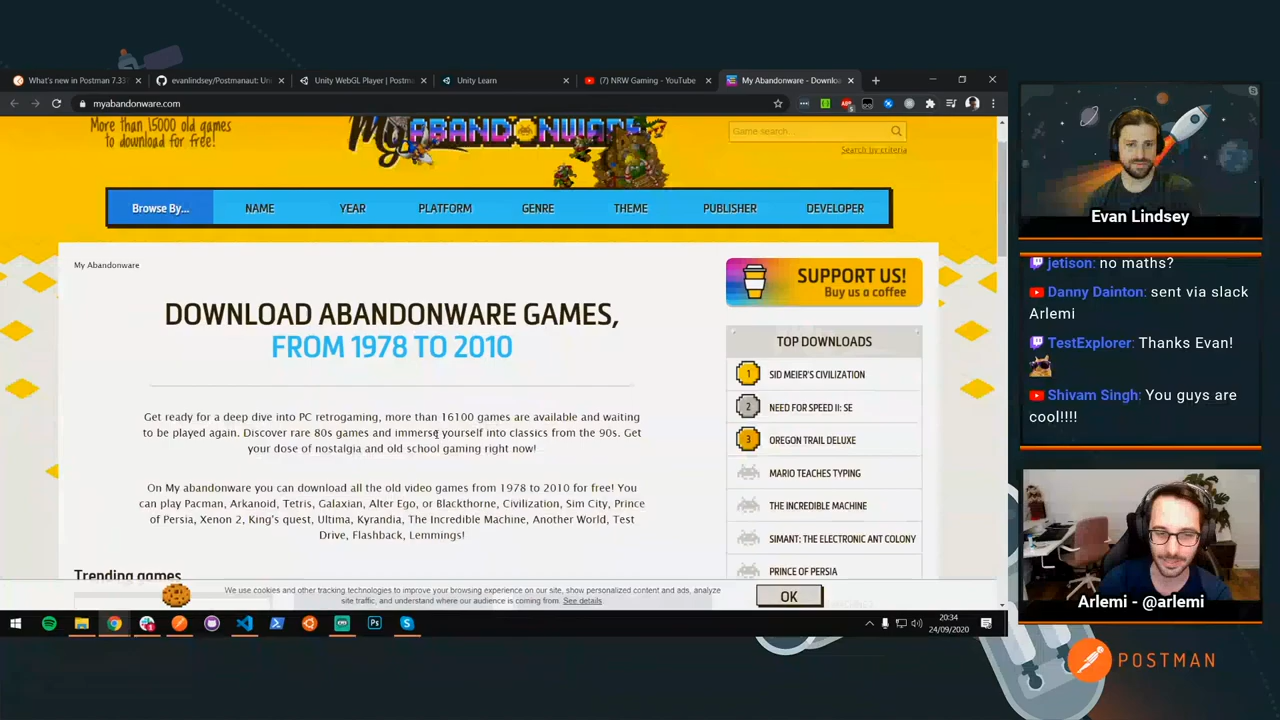 What's new in Postman 7.33
evanlindsey/Postmanaut: Un
Unity WebGL Player | Postm
Unity Learn
(7) NRW Gaming - YouTube
My Abandonware - Downloa
myabandonware.com
More than 15000 old games
to download for free!
My ABANDONWARE
Game search...
Search by criteria
Browse By...
NAME
YEAR
PLATFORM
GENRE
THEME
PUBLISHER
DEVELOPER
My Abandonware
DOWNLOAD ABANDONWARE GAMES,
FROM 1978 TO 2010
Get ready for a deep dive into PC retrogaming, more than 16100 games are available and waiting
to be played again. Discover rare 80s games and immerse yourself into classics from the 90s. Get
your dose of nostalgia and old school gaming right now!
On My abandonware you can download all the old video games from 1978 to 2010 for free! You
can play Pacman, Arkanoid, Tetris, Galaxian, Alter Ego, or Blackthorne, Civilization, Sim City, Prince
of Persia, Xenon 2, King's quest, Ultima, Kyrandia, The Incredible Machine, Another World, Test
Drive, Flashback, Lemmings!
Trending games
SUPPORT US!
Buy us a coffee
TOP DOWNLOADS
1 SID MEIER'S CIVILIZATION
2 NEED FOR SPEED II: SE
3 OREGON TRAIL DELUXE
MARIO TEACHES TYPING
THE INCREDIBLE MACHINE
SIMANT: THE ELECTRONIC ANT COLONY
PRINCE OF PERSIA
We use cookies and other tracking technologies to improve your browsing experience on our site, show personalized content and ads, analyze
site traffic, and understand where our audience is coming from. See details
OK
20:34
24/09/2020
Evan Lindsey
jetison: no maths?
Danny Dainton: sent via slack
Arlemi
TestExplorer: Thanks Evan!
Shivam Singh: You guys are
cool!!!!
Arlemi - @arlemi
POSTMAN